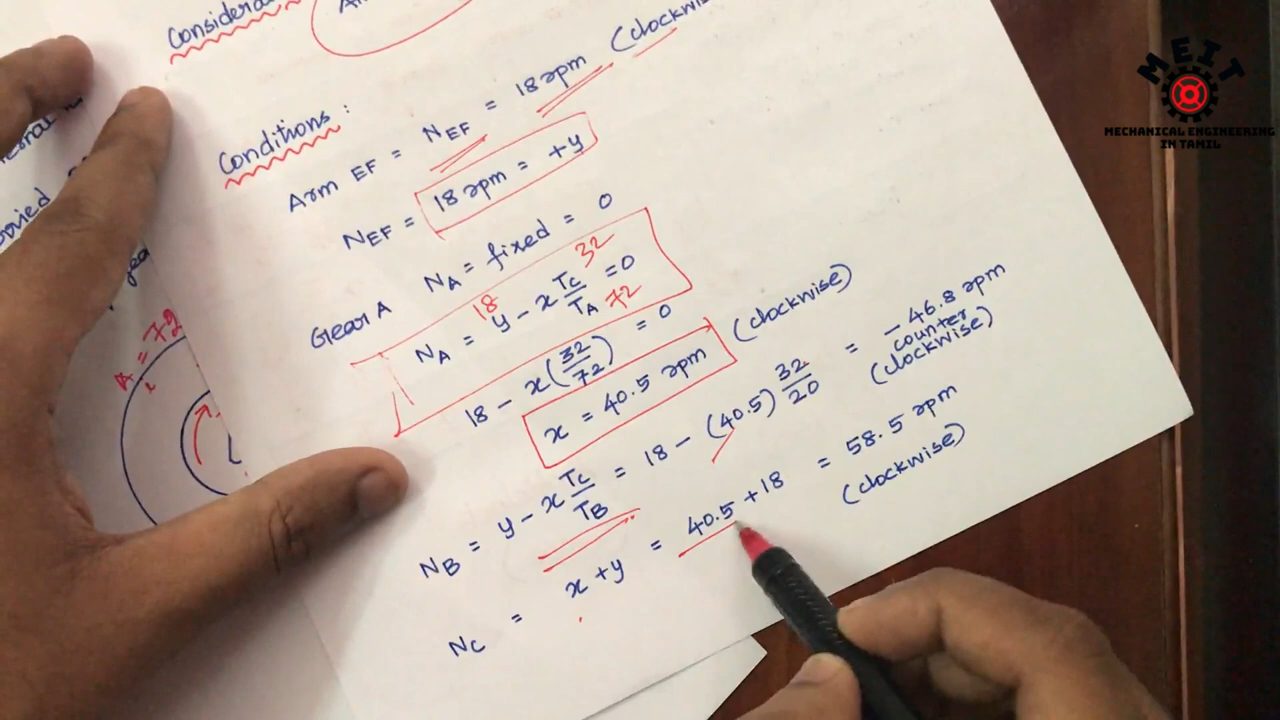 MEIT
MECHANICAL ENGINEERING
IN TAMIL
Conditions :
Arm EF = NEF = 18 rpm
NEF = 18 rpm = +y
Gear A NA = fixed = 0
18 32
NA = y - x TC/TA = 0
72
18 - x(32/72) = 0
x = 40.5 rpm (clockwise)
NB = y - x TC/TB = 18 - (40.5) 32/20 = - 46.8 rpm
counter
(clockwise)
NC = x + y = 40.5 + 18 = 58.5 rpm
(clockwise)
A = 72